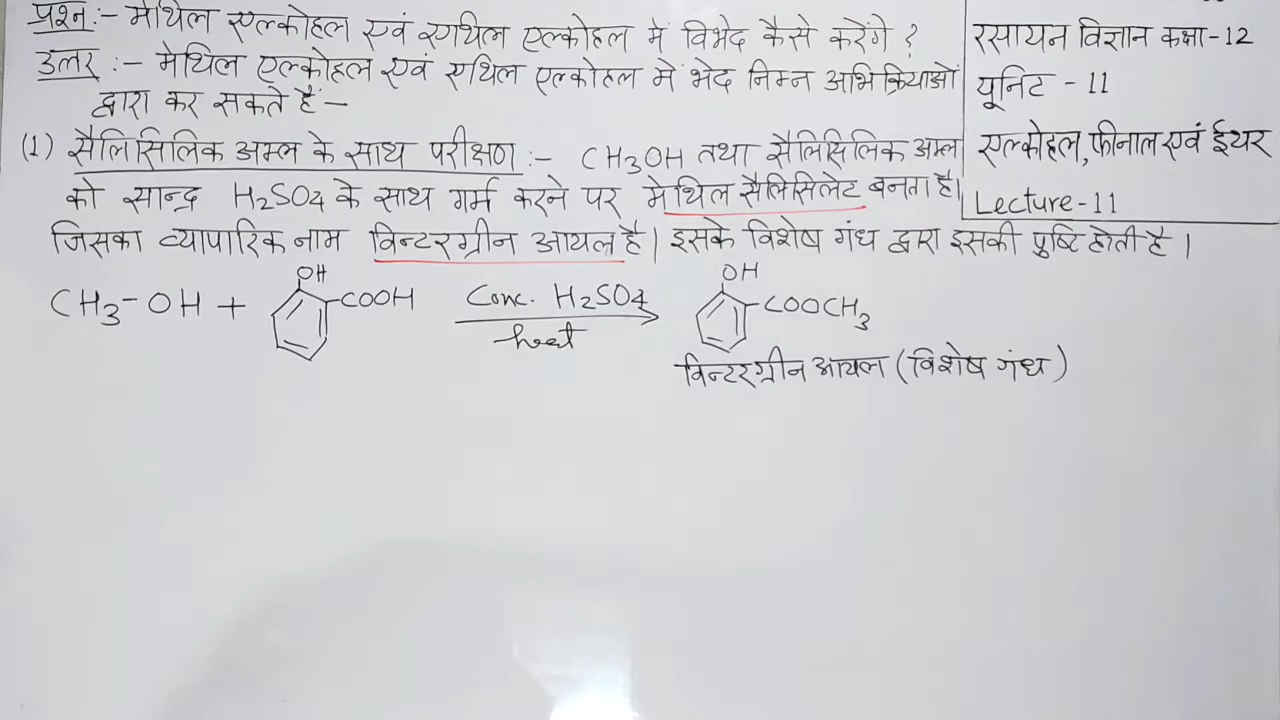 प्रश्न:- मेथिल एल्कोहल एवं एथिल एल्कोहल में विभेद कैसे करेंगे ?
उत्तर :- मेथिल एल्कोहल एवं एथिल एल्कोहल में भेद निम्न अभिक्रियाओं
द्वारा कर सकते हैं -
(1) सैलिसिलिक अम्ल के साथ परीक्षण :- CH3OH तथा सैलिसिलिक अम्ल
को सान्द्र H2SO4 के साथ गर्म करने पर मेथिल सैलिसिलेट बनता है।
जिसका व्यापारिक नाम विन्टरग्रीन आयल है। इसके विशेष गंध द्वारा इसकी पुष्टि होती है।
CH3-OH + OH COOH Conc. H2SO4 heat OH COOCH3
विन्टरग्रीन आयल (विशेष गंध)
रसायन विज्ञान कक्षा-12
यूनिट - 11
एल्कोहल, फीनाल एवं ईथर
Lecture-11